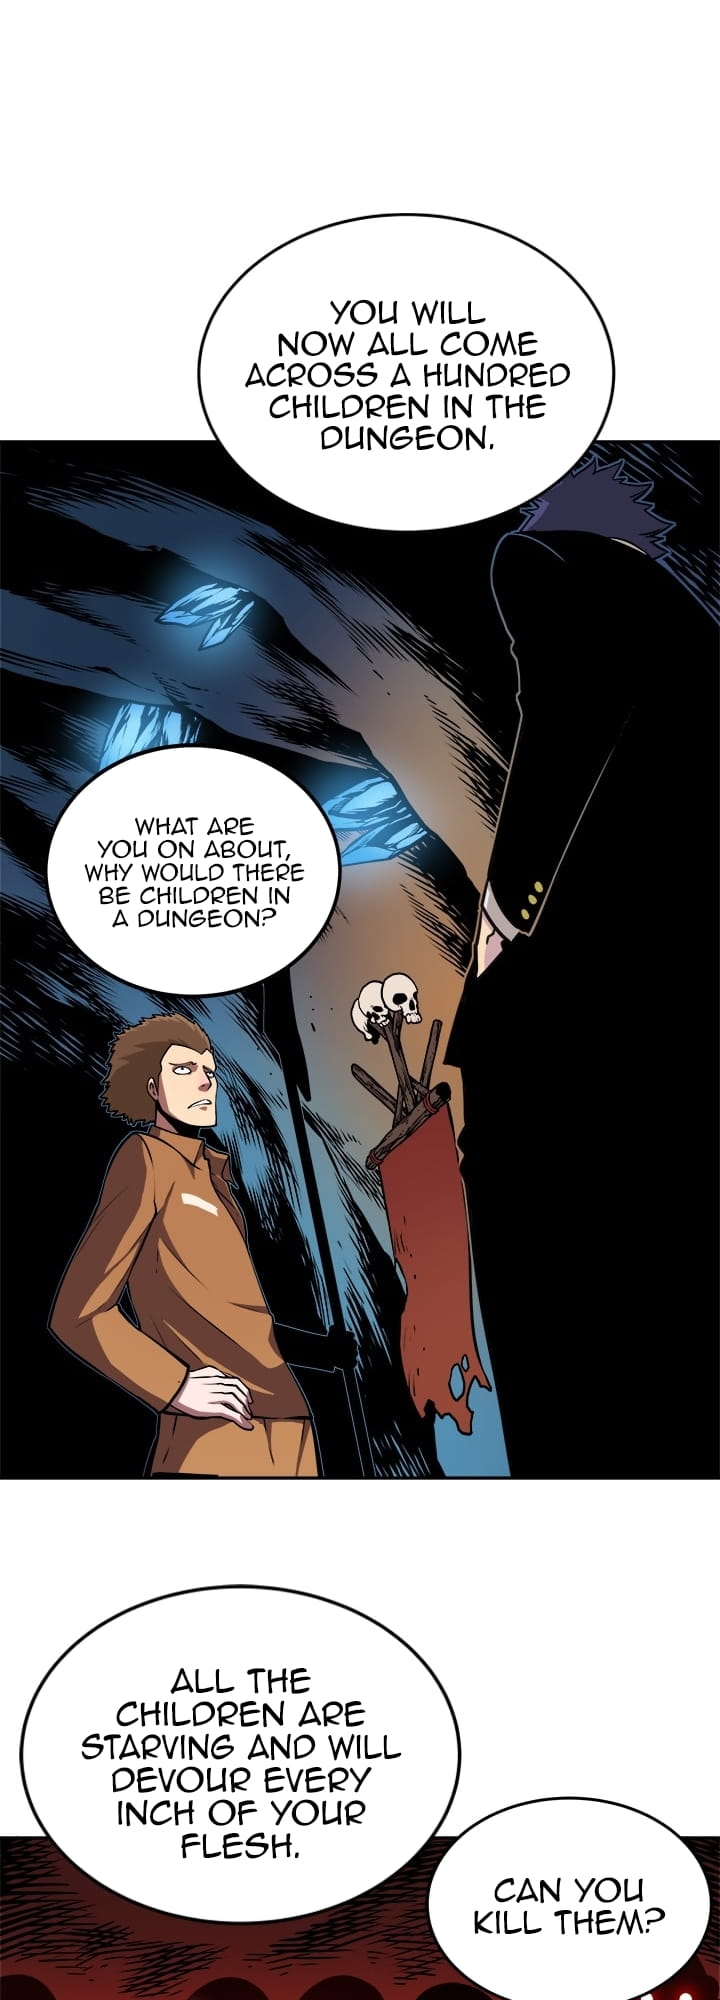 YOU WILL
NOW ALL COME
ACROSS A HUNDRED
CHILDREN IN THE
DUNGEON.
WHAT ARE
YOU ON ABOUT,
WHY WOULD THERE
BE CHILDREN IN
A DUNGEON?
ALL THE
CHILDREN ARE
STARVING AND WILL
DEVOUR EVERY
INCH OF YOUR
FLESH.
CAN YOU
KILL THEM?